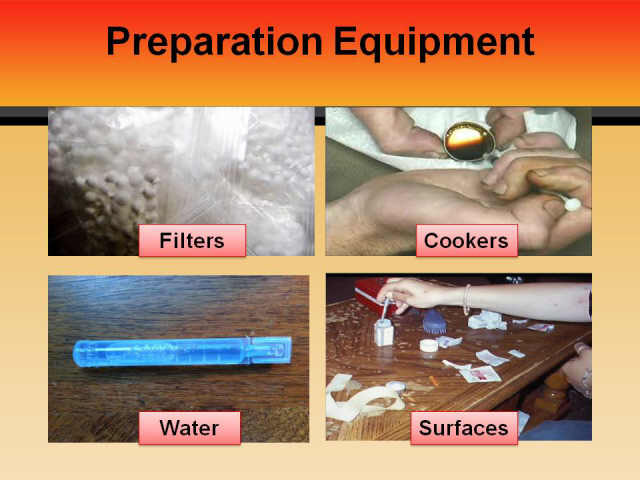 Preparation Equipment
Filters
Cookers
Water
Surfaces